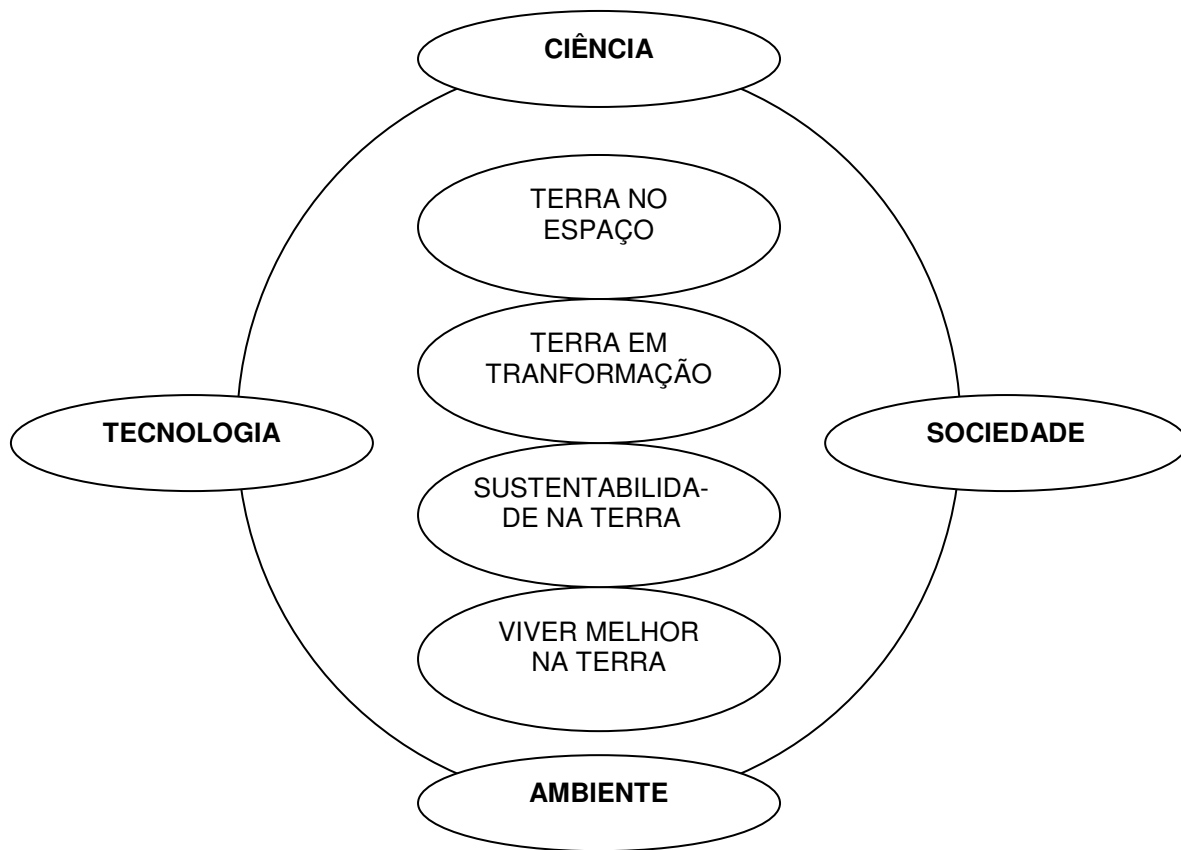 CIÊNCIA
TERRA NO
ESPAÇO
TERRA EM
TRANFORMAÇÃO
TECNOLOGIA
SOCIEDADE
SUSTENTABILIDA-
DE NA TERRA
VIVER MELHOR
NA TERRA
AMBIENTE